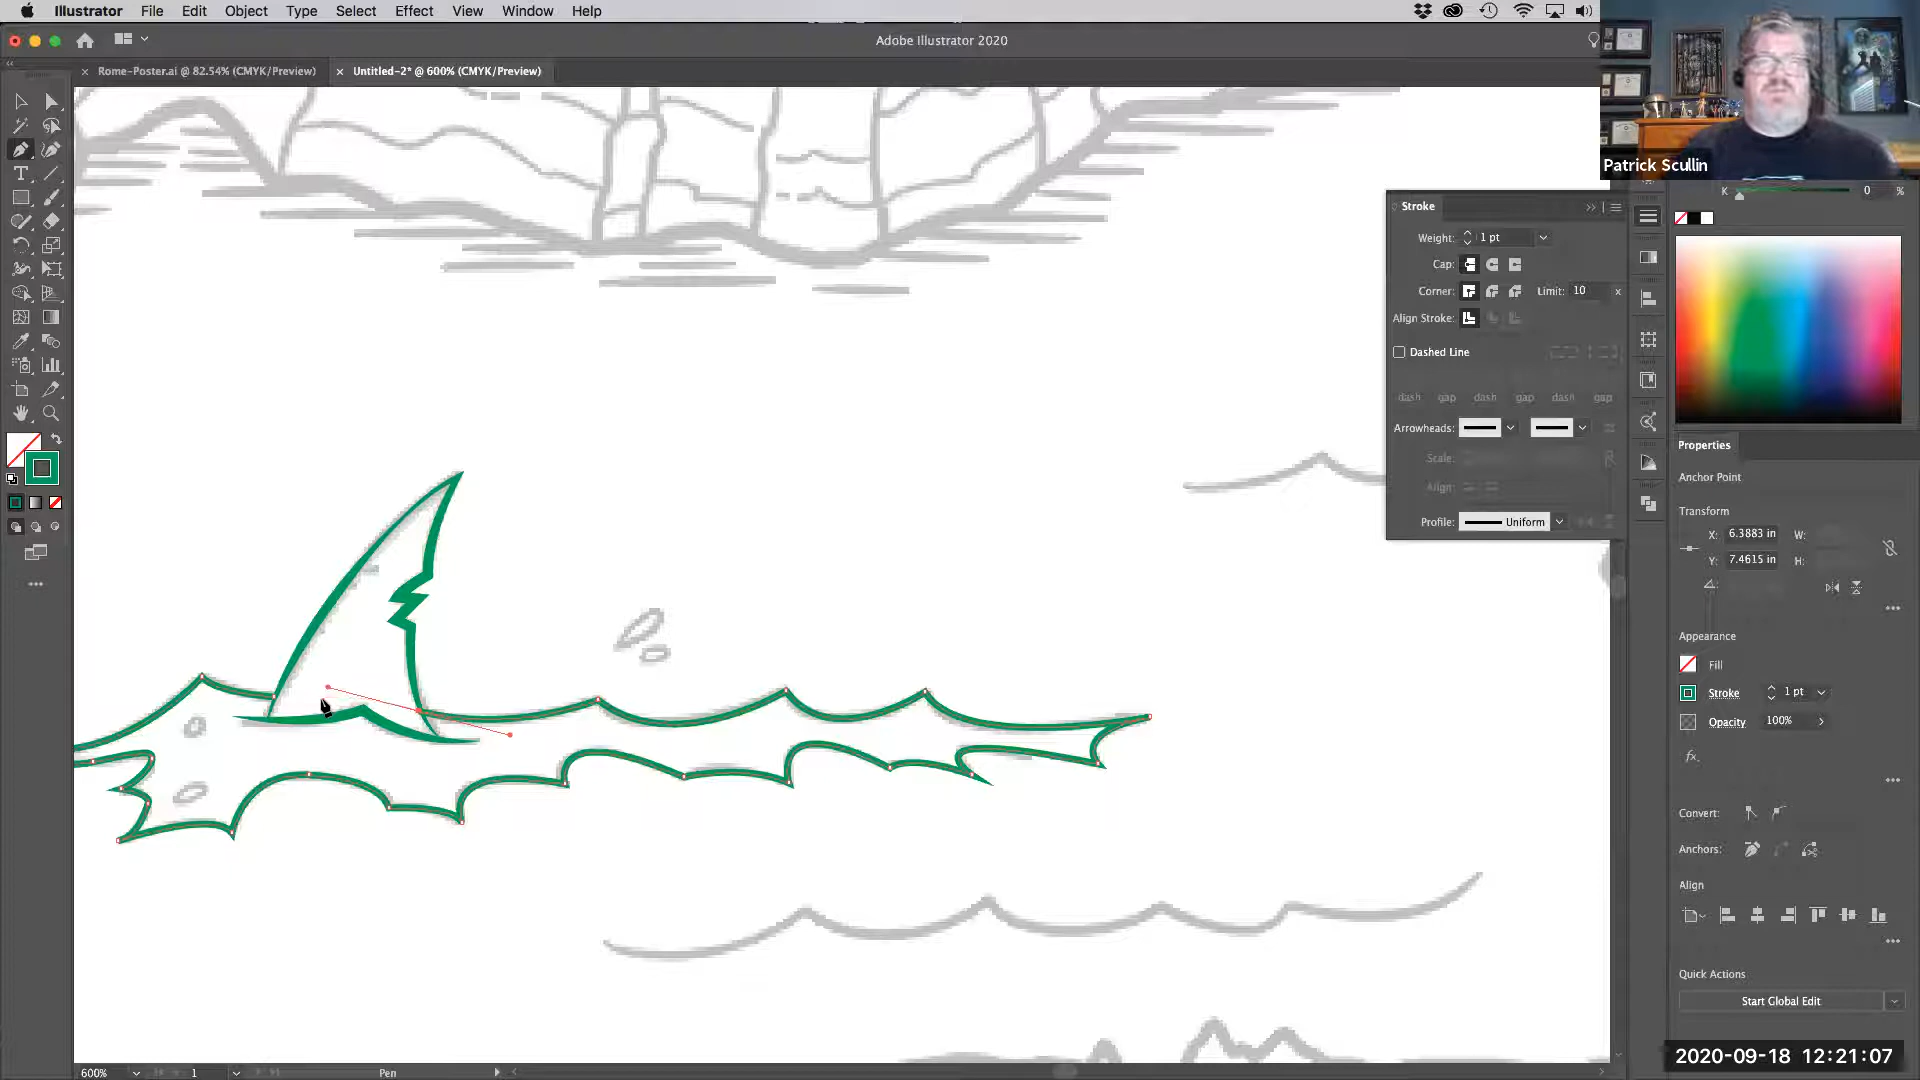 Illustrator File Edit Object Type Select Effect View Window Help
Adobe Illustrator 2020
Rome-Poster.ai @ 82.54% (CMYK/Preview)
Untitled-2* @ 600% (CMYK/Preview)
Patrick Scullin
K 0 %
Stroke
Weight: 1 pt
Cap:
Corner: Limit: 10 x
Align Stroke:
Dashed Line
dash gap dash gap dash gap
Arrowheads:
Scale:
Align:
Profile: Uniform
Properties
Anchor Point
Transform
X: 6.3883 in W:
Y: 7.4615 in H:
Appearance
Fill
Stroke 1 pt
Opacity 100%
fx.
Convert:
Anchors:
Align
Quick Actions
Start Global Edit
600% 1 Pen
2020-09-18 12:21:07